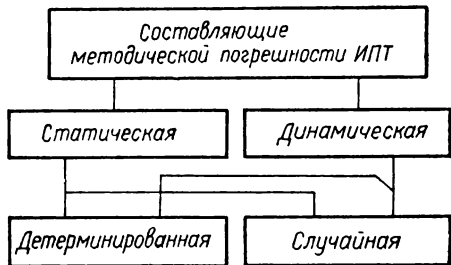 Составляющие
методической погрешности ИПТ
Статическая
Динамическая
Детерминированная
Случайная